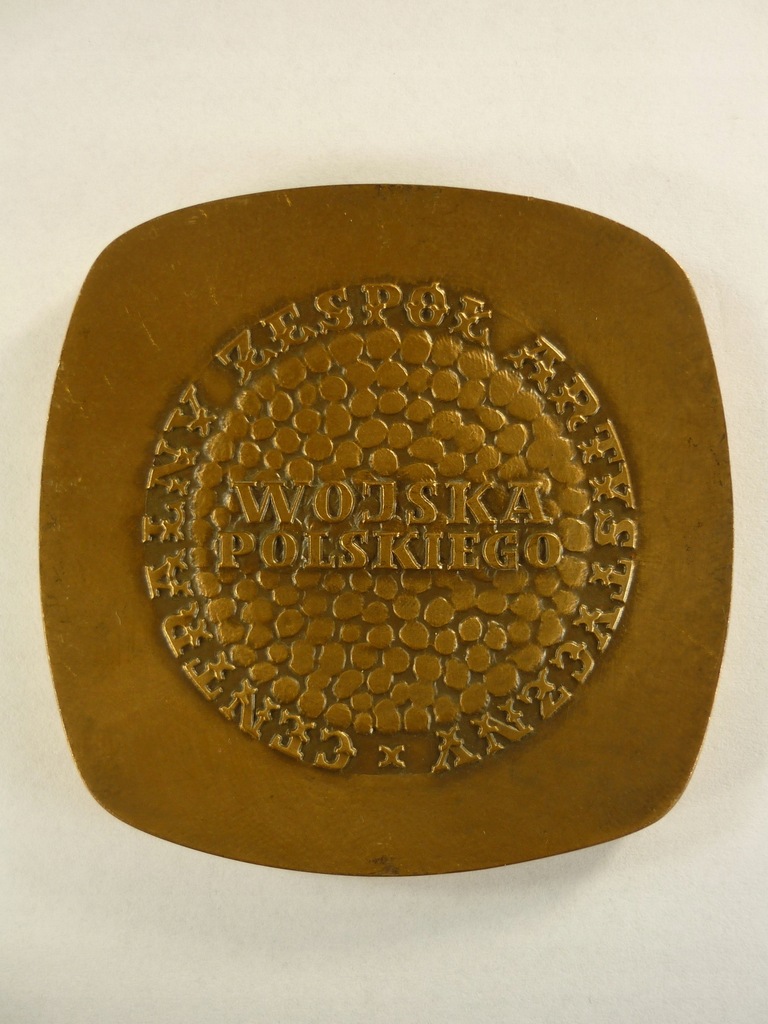 CENTRALNY ZESPÓŁ ARTYSTYCZNY
WOJSKA
POLSKIEGO